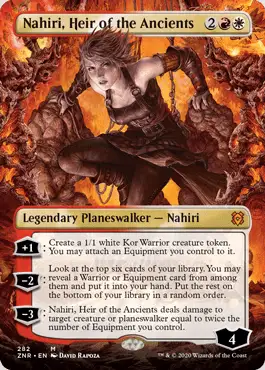 Nahiri, Heir of the Ancients 2
Legendary Planeswalker — Nahiri
+1: Create a 1/1 white Kor Warrior creature token.
You may attach an Equipment you control to it.
−2: Look at the top six cards of your library. You may
reveal a Warrior or Equipment card from among
them and put it into your hand. Put the rest on
the bottom of your library in a random order.
−3: Nahiri, Heir of the Ancients deals damage to
target creature or planeswalker equal to twice the
number of Equipment you control.
4
282 M
ZNR • EN DAVID RAPOZA ™ & © 2020 Wizards of the Coast